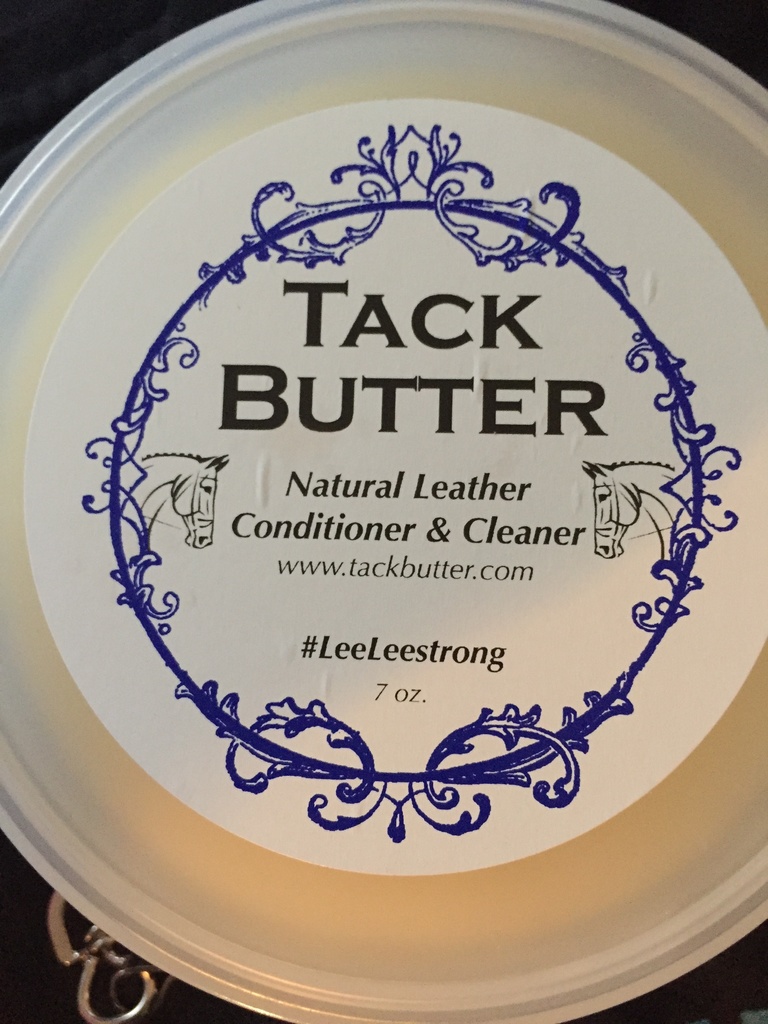 TACK
BUTTER
Natural Leather
Conditioner & Cleaner
www.tackbutter.com
#LeeLeestrong
7 oz.